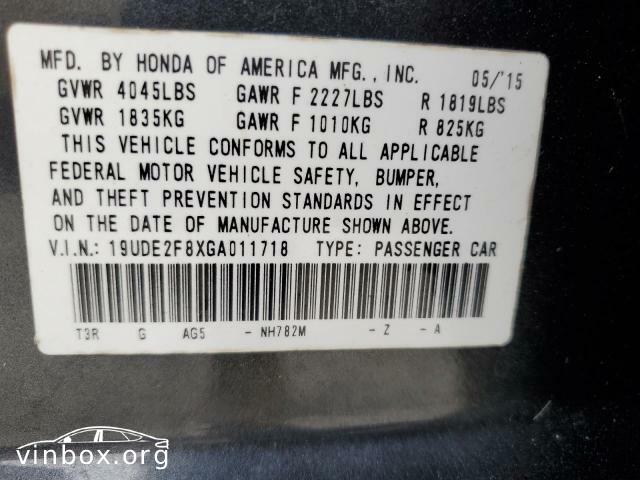 MFD. BY HONDA OF AMERICA MFG., INC. 05/'15
GVWR 4045LBS GAWR F 2227LBS R 1819LBS
GVWR 1835KG GAWR F 1010KG R 825KG
THIS VEHICLE CONFORMS TO ALL APPLICABLE
FEDERAL MOTOR VEHICLE SAFETY, BUMPER,
AND THEFT PREVENTION STANDARDS IN EFFECT
ON THE DATE OF MANUFACTURE SHOWN ABOVE.
V.I.N.: 19UDE2F8XGA011718 TYPE: PASSENGER CAR
T3R G AG5 - NH782M - Z - A
vinbox.org